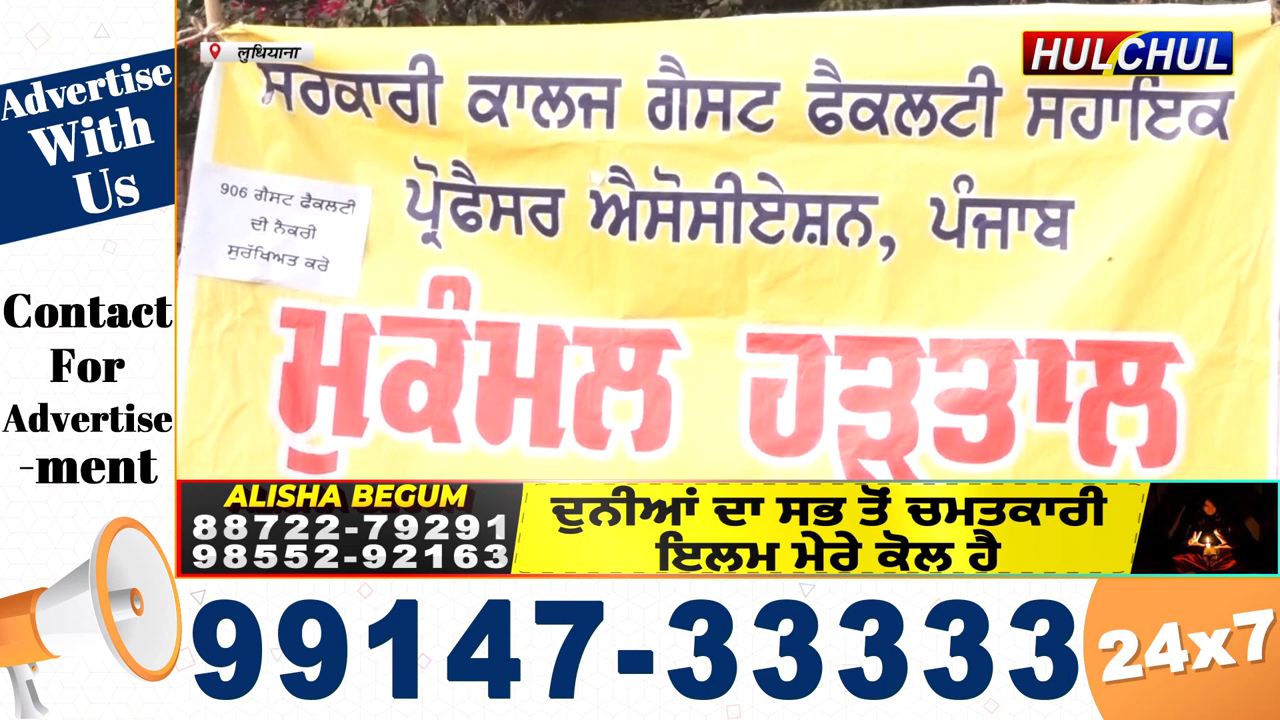 Advertise
With
Us
Contact
For
Advertise
-ment
ਲੁਧਿਆਨਾ
HULCHUL
ਸਰਕਾਰੀ ਕਾਲਜ ਗੈਸਟ ਫੈਕਲਟੀ ਸਹਾਇਕ
ਪ੍ਰੋਫੈਸਰ ਐਸੋਸੀਏਸ਼ਨ, ਪੰਜਾਬ
906 ਗੈਸਟ ਫੈਕਲਟੀ
ਦੀ ਨੈਕਰੀ
ਸੁਰੱਖਿਅਤ ਕਰੋ
ਮੁਕੰਮਲ ਹੜਤਾਲ
ALISHA BEGUM
88722-79291
98552-92163
ਦੁਨੀਆਂ ਦਾ ਸਭ ਤੋਂ ਚਮਤਕਾਰੀ
ਇਲਮ ਮੇਰੇ ਕੋਲ ਹੈ
99147-33333
24x7